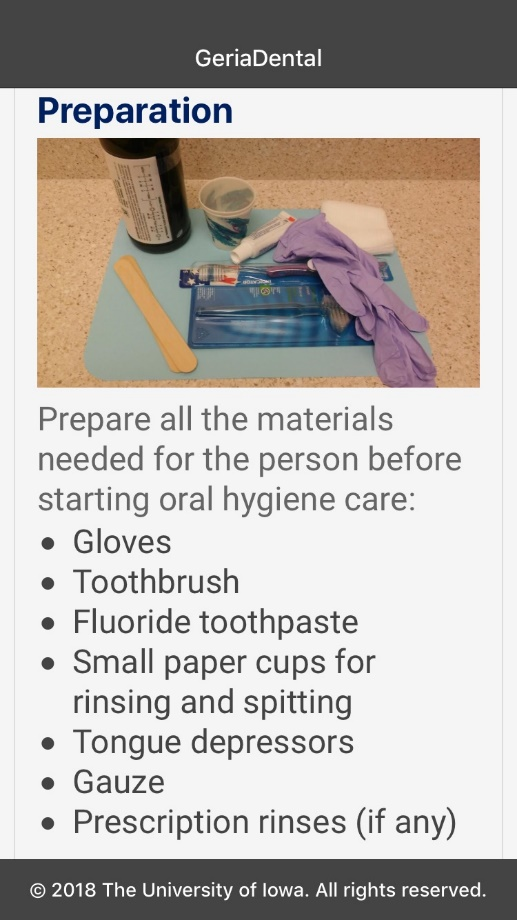 GeriaDental
Preparation
Prepare all the materials
needed for the person before
starting oral hygiene care:
• Gloves
• Toothbrush
• Fluoride toothpaste
• Small paper cups for
rinsing and spitting
• Tongue depressors
• Gauze
• Prescription rinses (if any)
© 2018 The University of Iowa. All rights reserved.